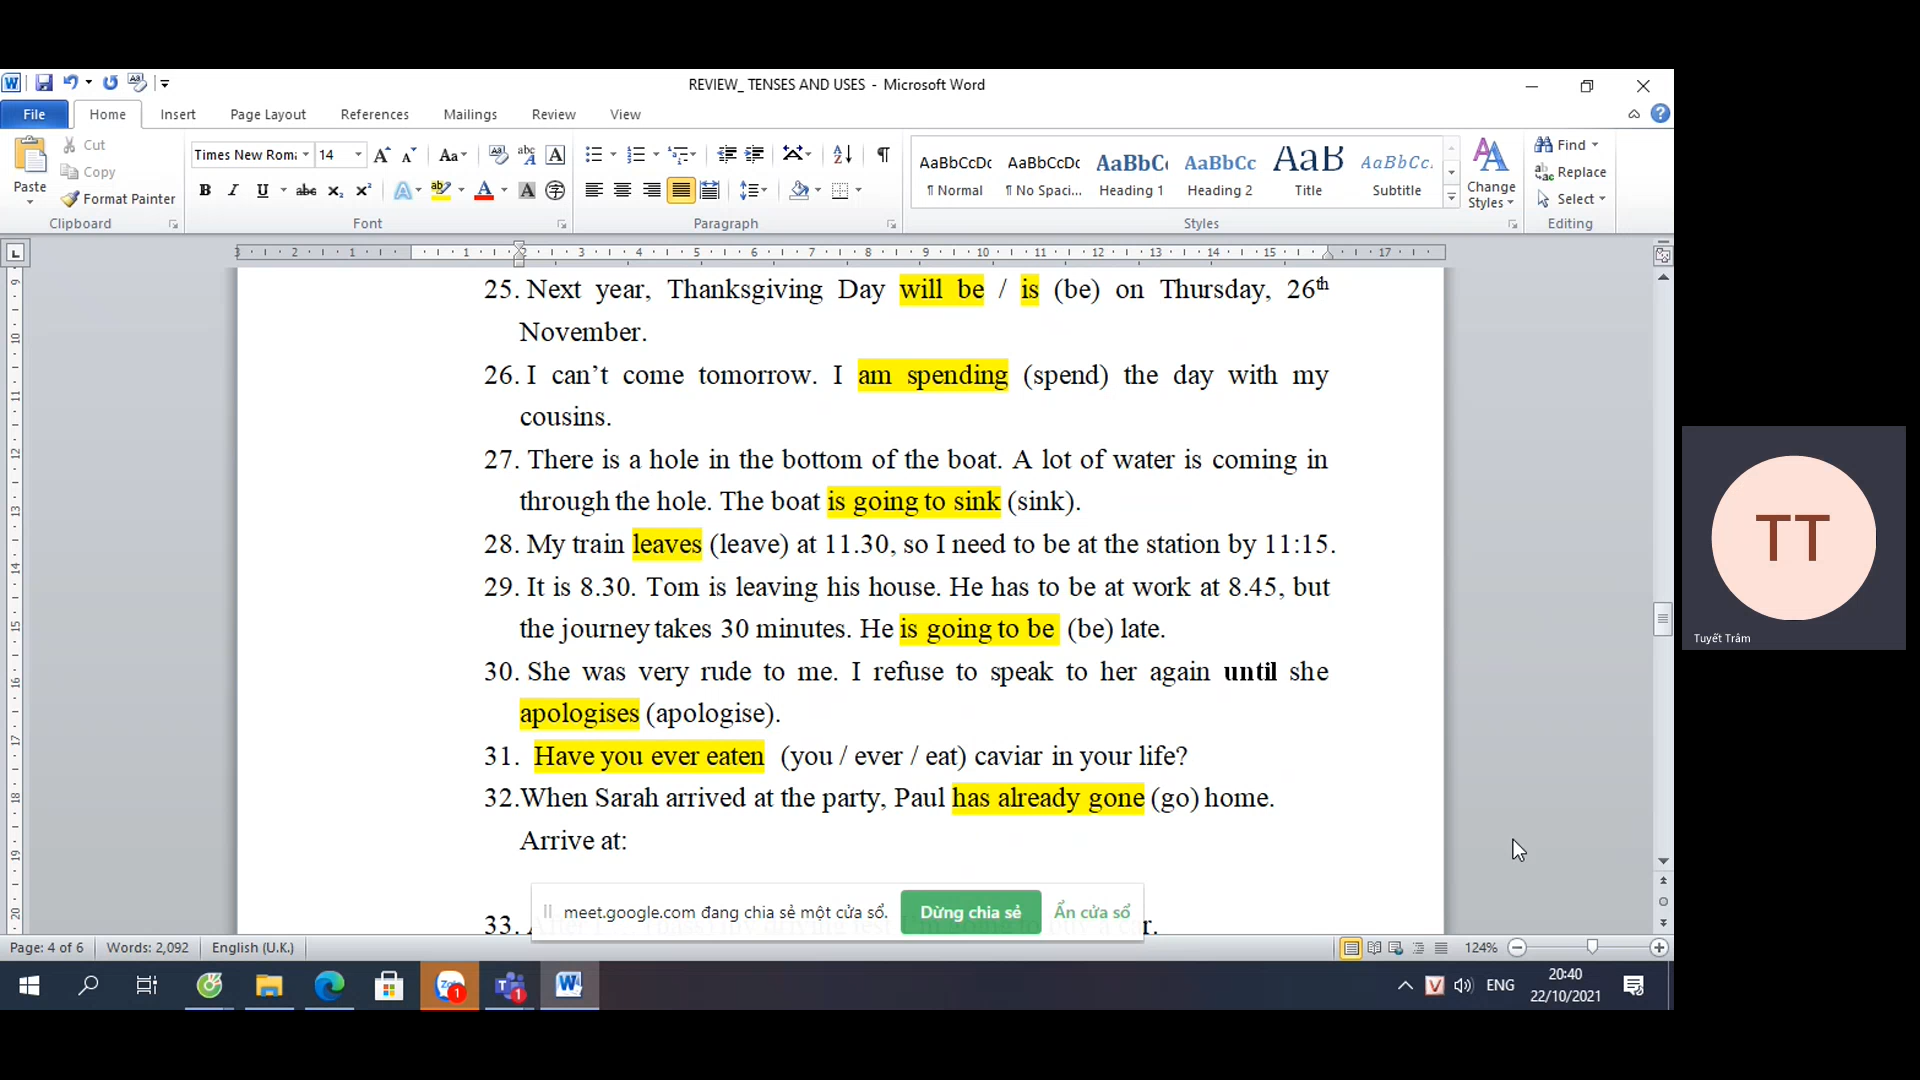 REVIEW_ TENSES AND USES - Microsoft Word
File Home Insert Page Layout References Mailings Review View
Paste
Cut
Copy
Format Painter
Clipboard
Times New Roma 14
Font
Paragraph
AaBbCcDc AaBbCcDc AaBbC AaBbCc AaB AaBbCc.
¶ Normal ¶ No Spaci... Heading 1 Heading 2 Title Subtitle
Change Styles
Styles
Find
Replace
Select
Editing
25. Next year, Thanksgiving Day will be / is (be) on Thursday, 26th
November.
26. I can’t come tomorrow. I am spending (spend) the day with my
cousins.
27. There is a hole in the bottom of the boat. A lot of water is coming in
through the hole. The boat is going to sink (sink).
28. My train leaves (leave) at 11.30, so I need to be at the station by 11:15.
29. It is 8.30. Tom is leaving his house. He has to be at work at 8.45, but
the journey takes 30 minutes. He is going to be (be) late.
30. She was very rude to me. I refuse to speak to her again until she
apologises (apologise).
31. Have you ever eaten (you / ever / eat) caviar in your life?
32.When Sarah arrived at the party, Paul has already gone (go) home.
Arrive at:
meet.google.com đang chia sẻ một cửa sổ. Dừng chia sẻ Ẩn cửa sổ
33.
Page: 4 of 6 Words: 2,092 English (U.K.) 124%
ENG
20:40
22/10/2021
TT
Tuyết Trâm